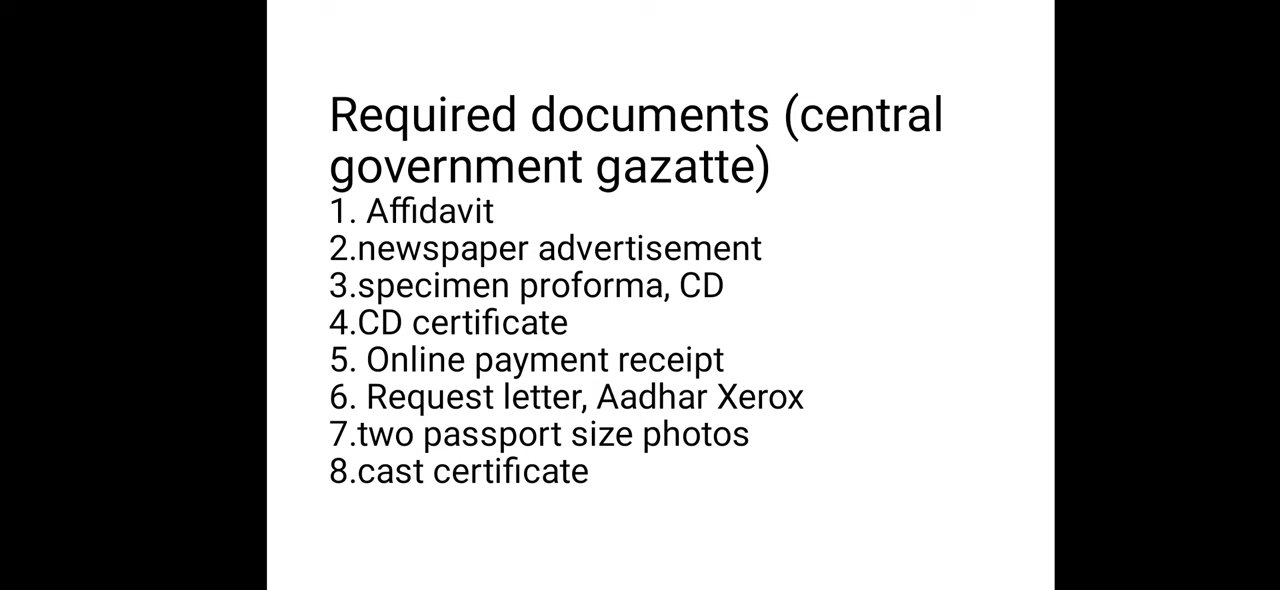 Required documents (central
government gazatte)
1. Affidavit
2.newspaper advertisement
3.specimen proforma, CD
4.CD certificate
5. Online payment receipt
6. Request letter, Aadhar Xerox
7.two passport size photos
8.cast certificate